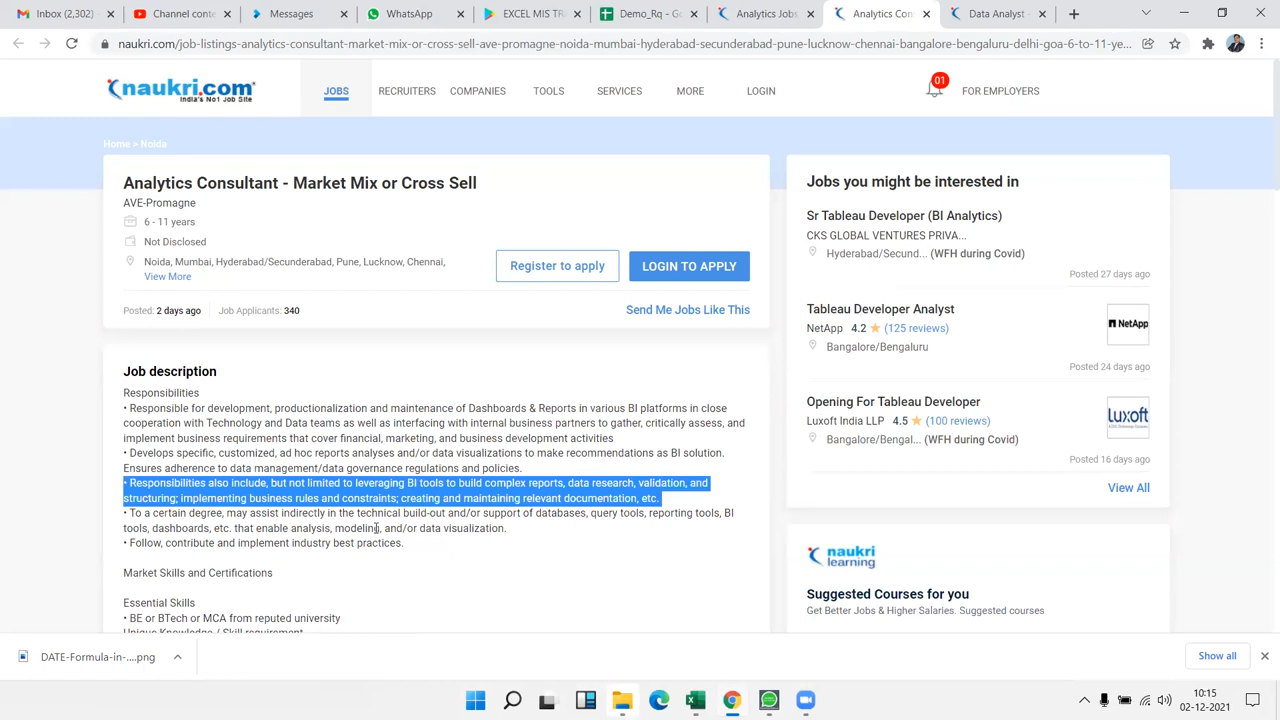 Inbox (2,302)
Channel conte
Messages
WhatsApp
EXCEL MIS TR
Demo_Rq - Go
Analytics Jobs
Analytics Con
Data Analyst -
naukri.com/job-listings-analytics-consultant-market-mix-or-cross-sell-ave-promagne-noida-mumbai-hyderabad-secunderabad-pune-lucknow-chennai-bangalore-bengaluru-delhi-goa-6-to-11-ye...
naukri.com
India's No1 Job Site
JOBS
RECRUITERS
COMPANIES
TOOLS
SERVICES
MORE
LOGIN
01
FOR EMPLOYERS
Home > Noida
Analytics Consultant - Market Mix or Cross Sell
AVE-Promagne
6 - 11 years
Not Disclosed
Noida, Mumbai, Hyderabad/Secunderabad, Pune, Lucknow, Chennai,
View More
Register to apply
LOGIN TO APPLY
Posted: 2 days ago
Job Applicants: 340
Send Me Jobs Like This
Job description
Responsibilities
• Responsible for development, productionalization and maintenance of Dashboards & Reports in various BI platforms in close
cooperation with Technology and Data teams as well as interfacing with internal business partners to gather, critically assess, and
implement business requirements that cover financial, marketing, and business development activities
• Develops specific, customized, ad hoc reports analyses and/or data visualizations to make recommendations as BI solution.
Ensures adherence to data management/data governance regulations and policies.
• Responsibilities also include, but not limited to leveraging BI tools to build complex reports, data research, validation, and
structuring; implementing business rules and constraints; creating and maintaining relevant documentation, etc.
• To a certain degree, may assist indirectly in the technical build-out and/or support of databases, query tools, reporting tools, BI
tools, dashboards, etc. that enable analysis, modeling, and/or data visualization.
• Follow, contribute and implement industry best practices.
Market Skills and Certifications
Essential Skills
• BE or BTech or MCA from reputed university
Unique Knowledge / Skill requirement
Jobs you might be interested in
Sr Tableau Developer (BI Analytics)
CKS GLOBAL VENTURES PRIVA...
Hyderabad/Secund... (WFH during Covid)
Posted 27 days ago
Tableau Developer Analyst
NetApp 4.2 (125 reviews)
Bangalore/Bengaluru
NetApp
Posted 24 days ago
Opening For Tableau Developer
Luxoft India LLP 4.5 (100 reviews)
Bangalore/Bengal... (WFH during Covid)
luxoft
Posted 16 days ago
View All
naukri
learning
Suggested Courses for you
Get Better Jobs & Higher Salaries. Suggested courses
DATE-Formula-in-....png
Show all
10:15
02-12-2021